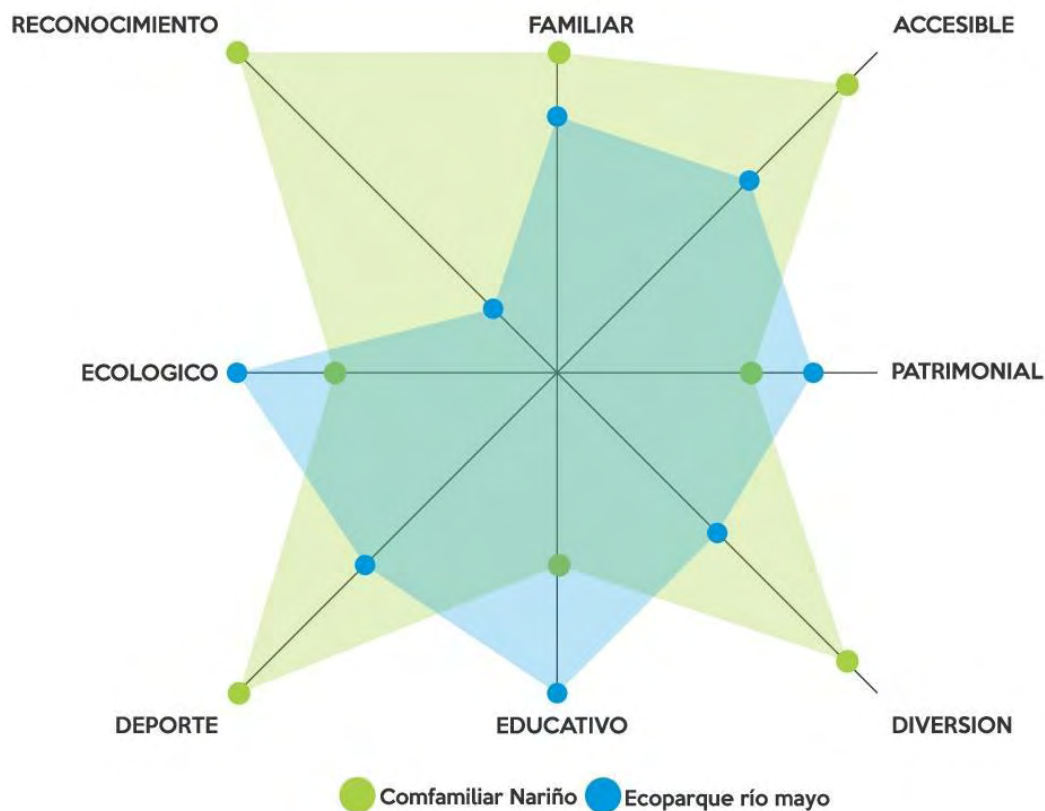 RECONOCIMIENTO
FAMILIAR
ACCESIBLE
ECOLOGICO
PATRIMONIAL
DEPORTE
EDUCATIVO
DIVERSION
Comfamiliar Nariño
Ecoparque río mayo